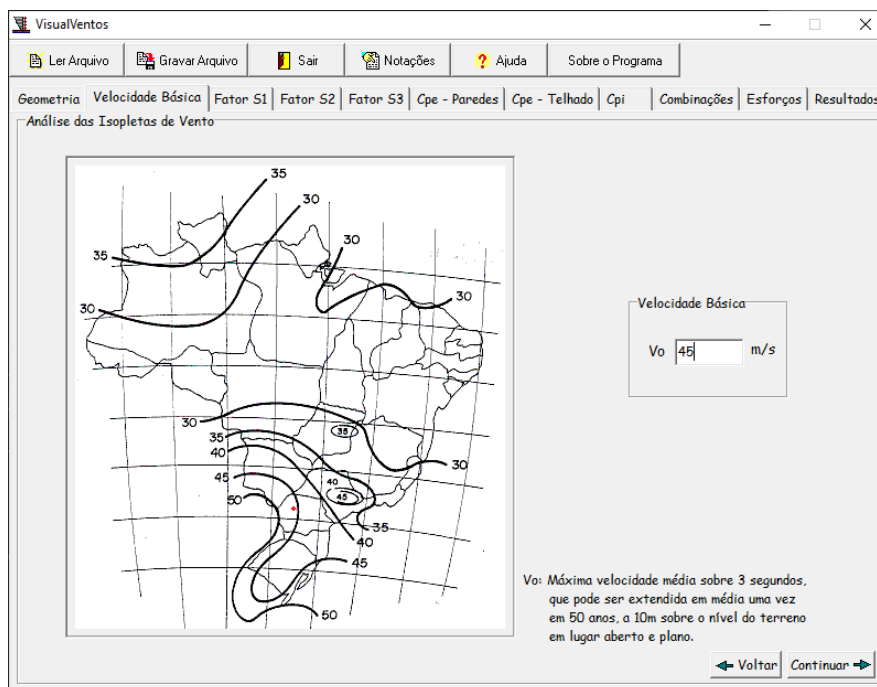 VisualVentos
Ler Arquivo
Gravar Arquivo
Sair
Notações
Ajuda
Sobre o Programa
Geometria
Velocidade Básica
Fator S1
Fator S2
Fator S3
Cpe - Paredes
Cpe - Telhado
Cpi
Combinações
Esforços
Resultados
Análise das Isopletas de Vento
35
30
30
35
30
30
Velocidade Básica
Vo 45 m/s
30
35
35
40
30
40
45
45
50
35
40
45
50
Vo: Máxima velocidade média sobre 3 segundos,
que pode ser extendida em média uma vez
em 50 anos, a 10m sobre o nível do terreno
em lugar aberto e plano.
Voltar
Continuar